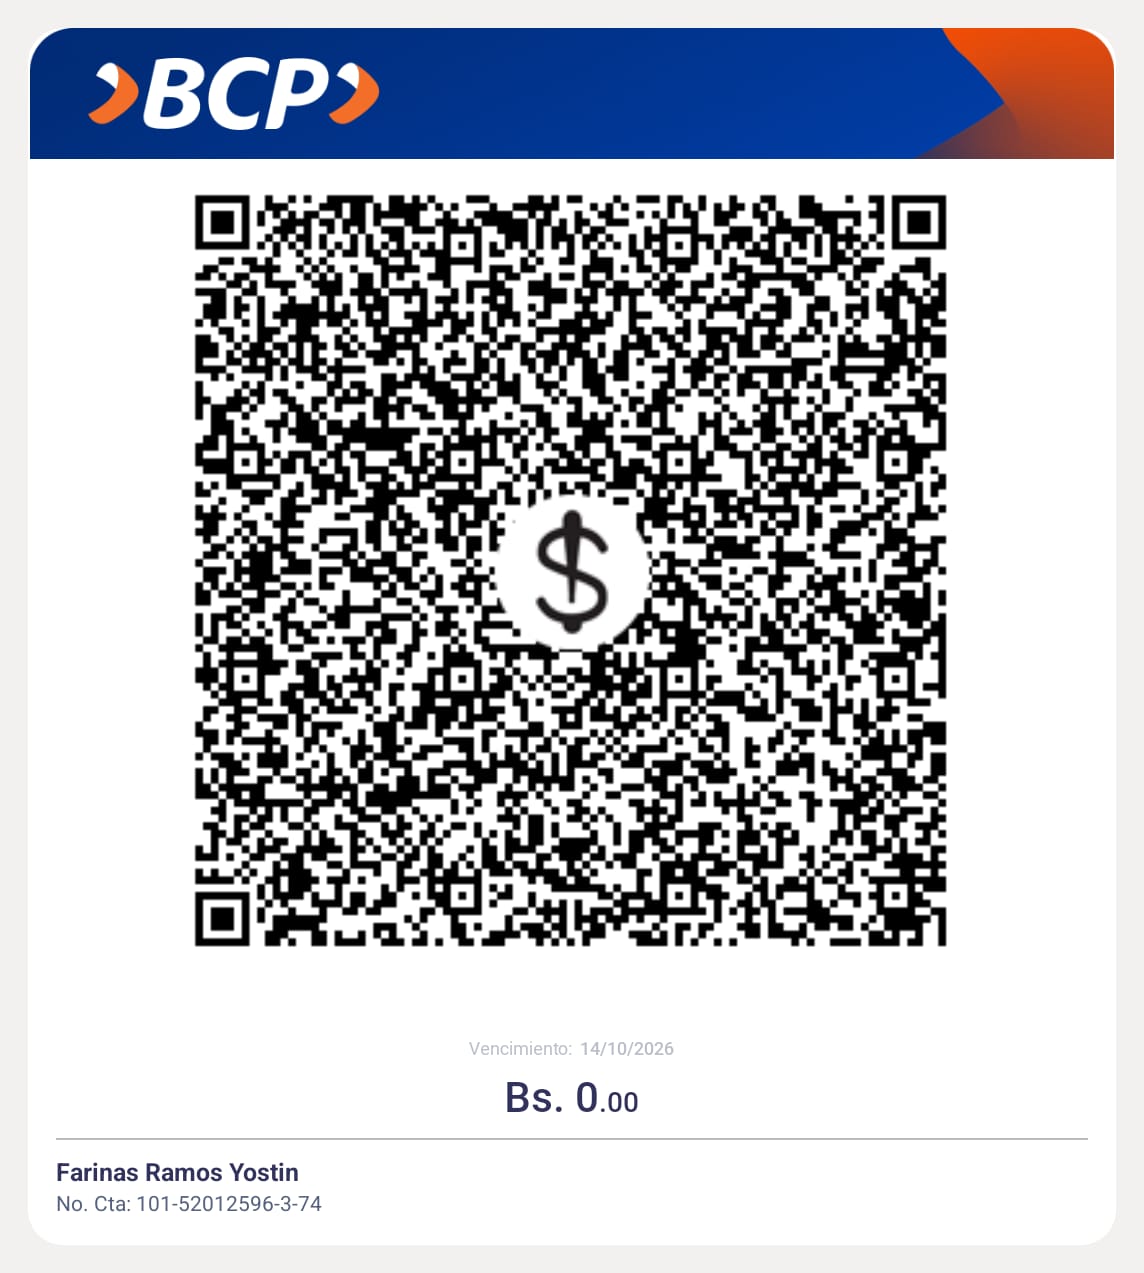 BCP
$
Vencimiento: 14/10/2026
Bs. 0.00
Farinas Ramos Yostin
No. Cta: 101-52012596-3-74